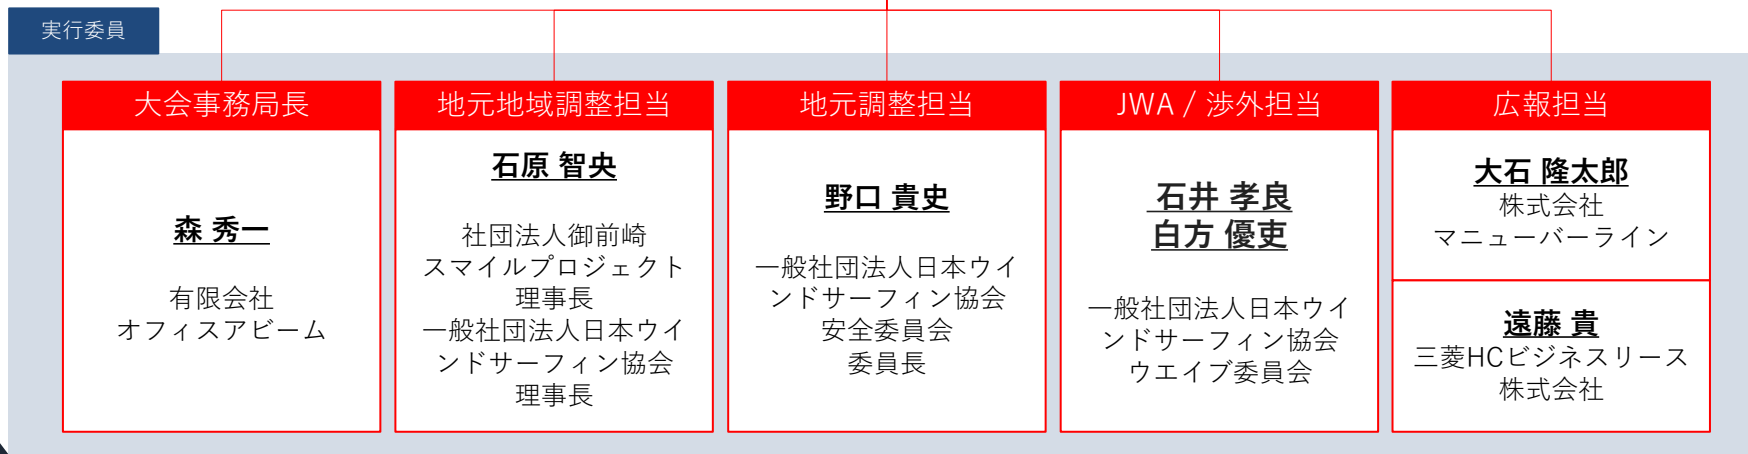 実行委員
大会事務局長
森 秀一
有限会社
オフィスアビーム
地元地域調整担当
石原 智央
社団法人御前崎
スマイルプロジェクト
理事長
一般社団法人日本ウイ
ンドサーフィン協会
理事長
地元調整担当
野口 貴史
一般社団法人日本ウイ
ンドサーフィン協会
安全委員会
委員長
JWA / 渉外担当
石井 孝良
白方 優吏
一般社団法人日本ウイ
ンドサーフィン協会
ウエイブ委員会
広報担当
大石 隆太郎
株式会社
マニューバーライン
遠藤 貴
三菱HCビジネスリース
株式会社